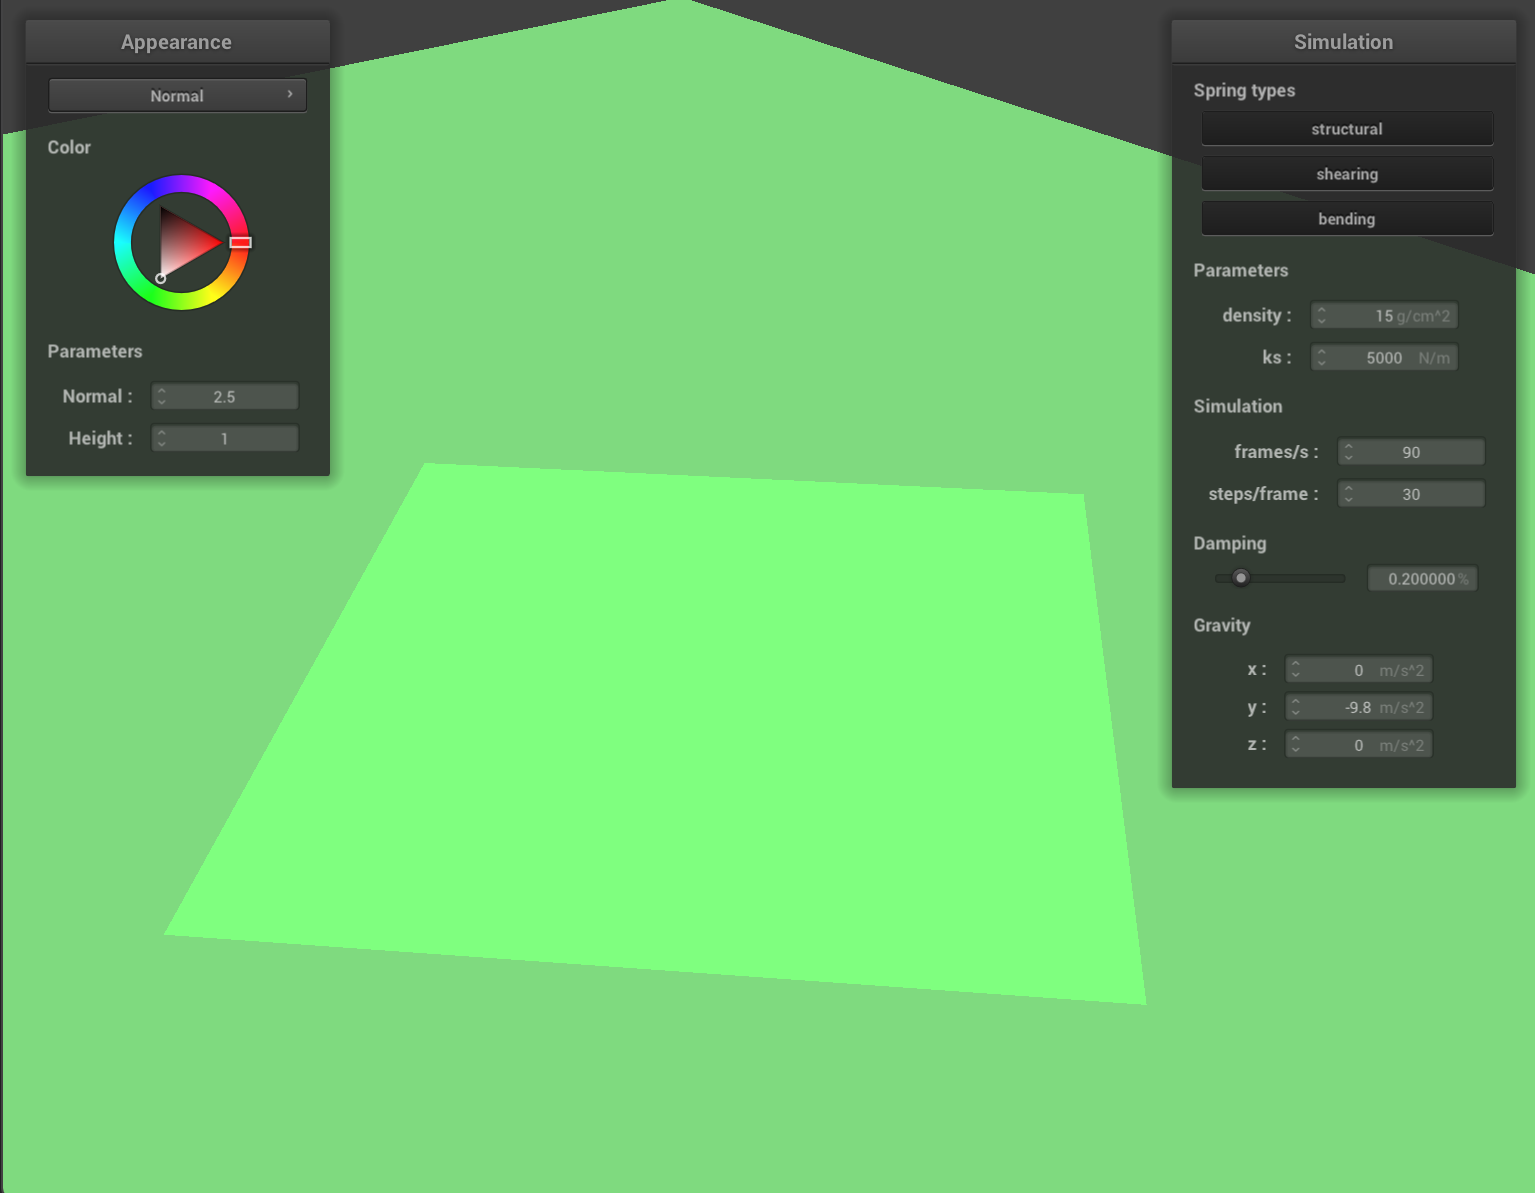 Appearance
Normal
Color
Parameters
Normal : 2.5
Height : 1
Simulation
Spring types
structural
shearing
bending
Parameters
density : 15 g/cm^2
ks : 5000 N/m
Simulation
frames/s : 90
steps/frame : 30
Damping
0.200000 %
Gravity
x : 0 m/s^2
y : -9.8 m/s^2
z : 0 m/s^2